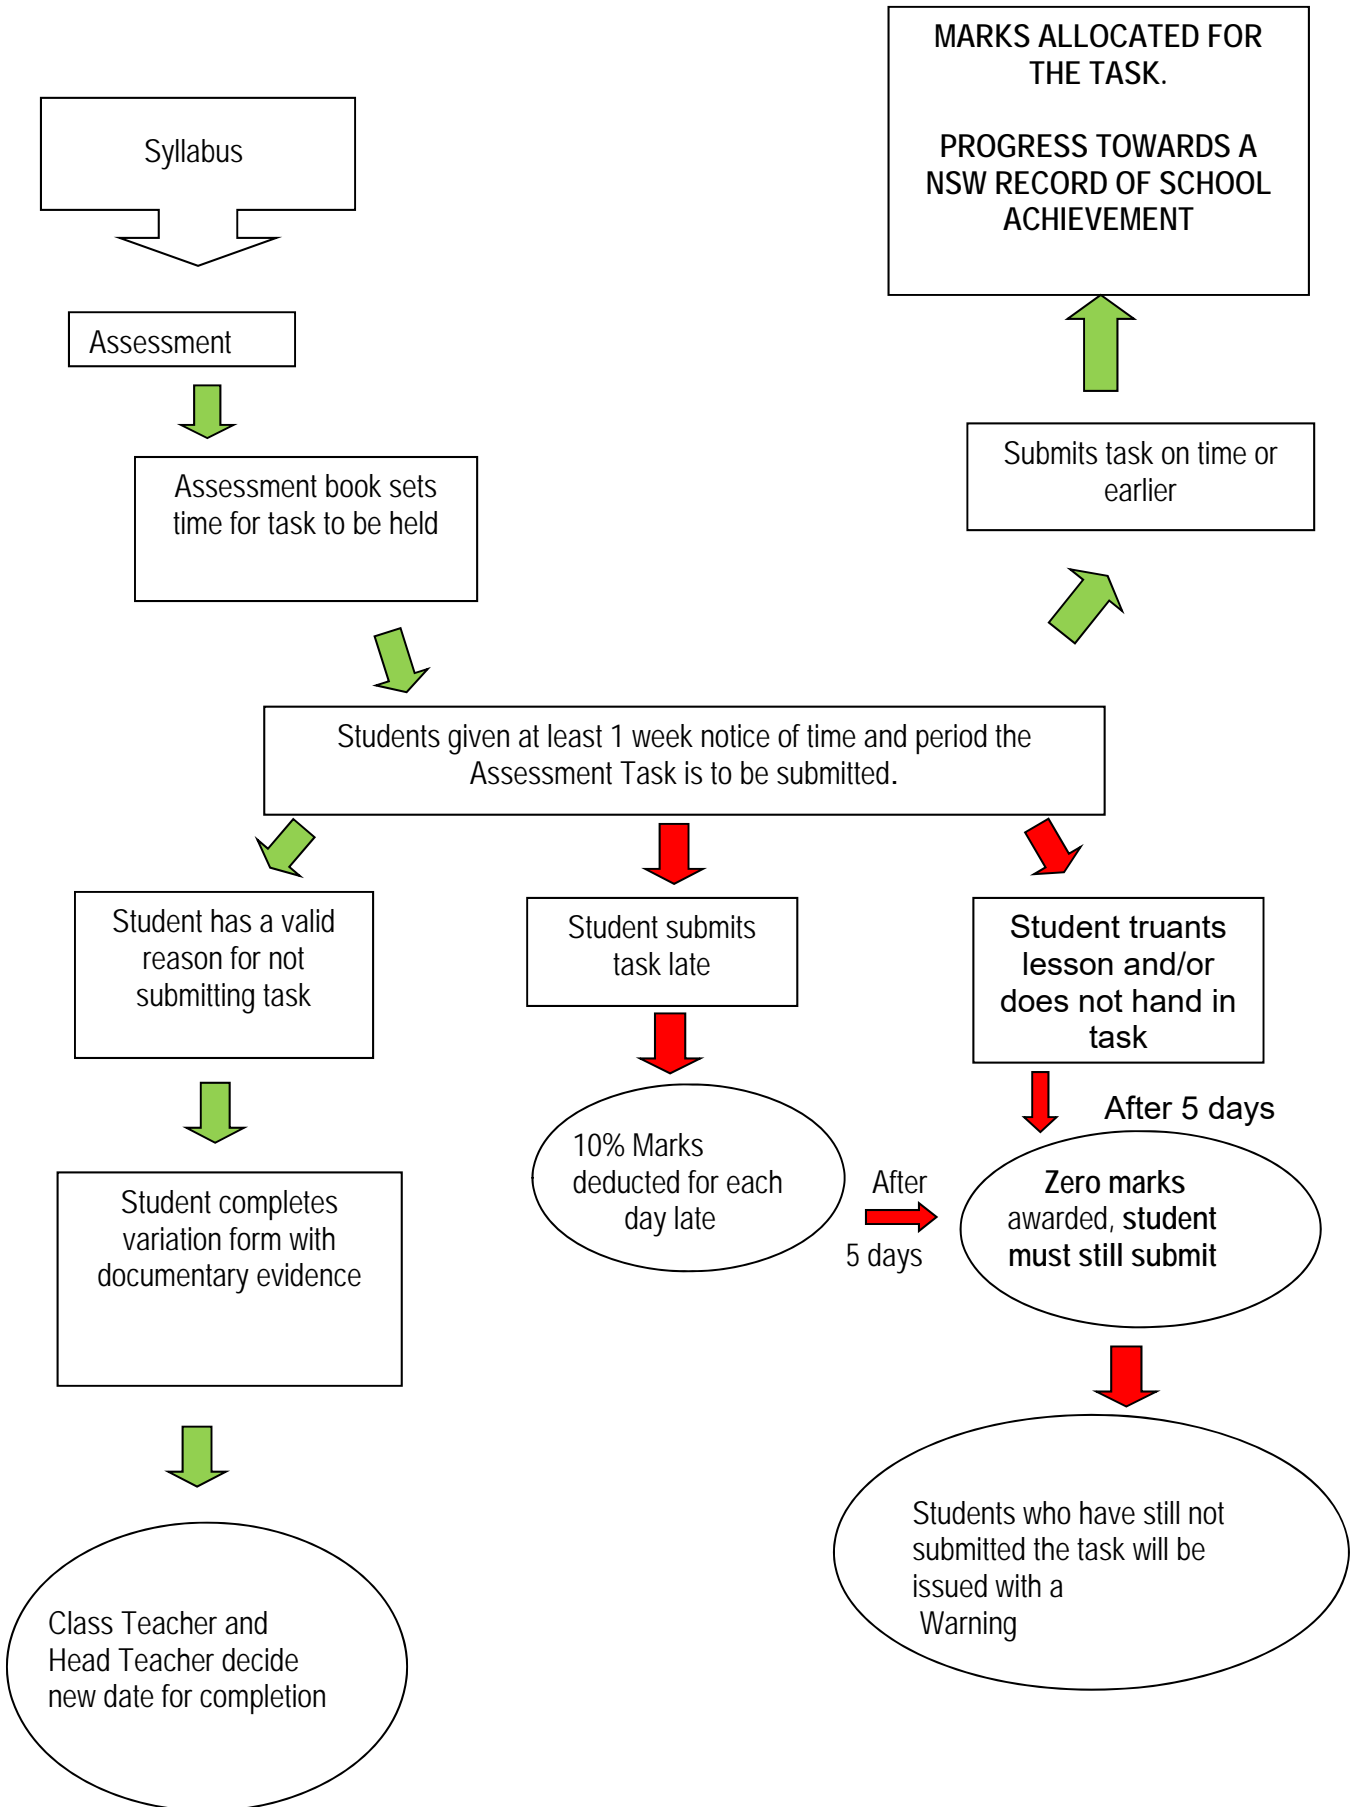 Syllabus
Assessment
Assessment book sets
time for task to be held
MARKS ALLOCATED FOR
THE TASK.
PROGRESS TOWARDS A
NSW RECORD OF SCHOOL
ACHIEVEMENT
Submits task on time or
earlier
Students given at least 1 week notice of time and period the
Assessment Task is to be submitted.
Student has a valid
reason for not
submitting task
Student completes
variation form with
documentary evidence
Class Teacher and
Head Teacher decide
new date for completion
Student submits
task late
10% Marks
deducted for each
day late
After
5 days
Student truants
lesson and/or
does not hand in
task
After 5 days
Zero marks
awarded, student
must still submit
Students who have still not
submitted the task will be
issued with a
Warning